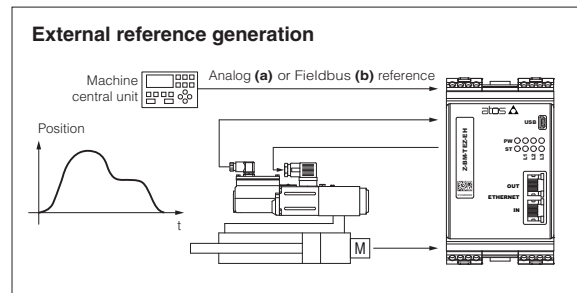 External reference generation
Machine
central unit
Analog (a) or Fieldbus (b) reference
Position
t
M
atos
USB
Z-BM-TEZ-EH
PW
ST
L1
L2
L3
OUT
ETHERNET
IN